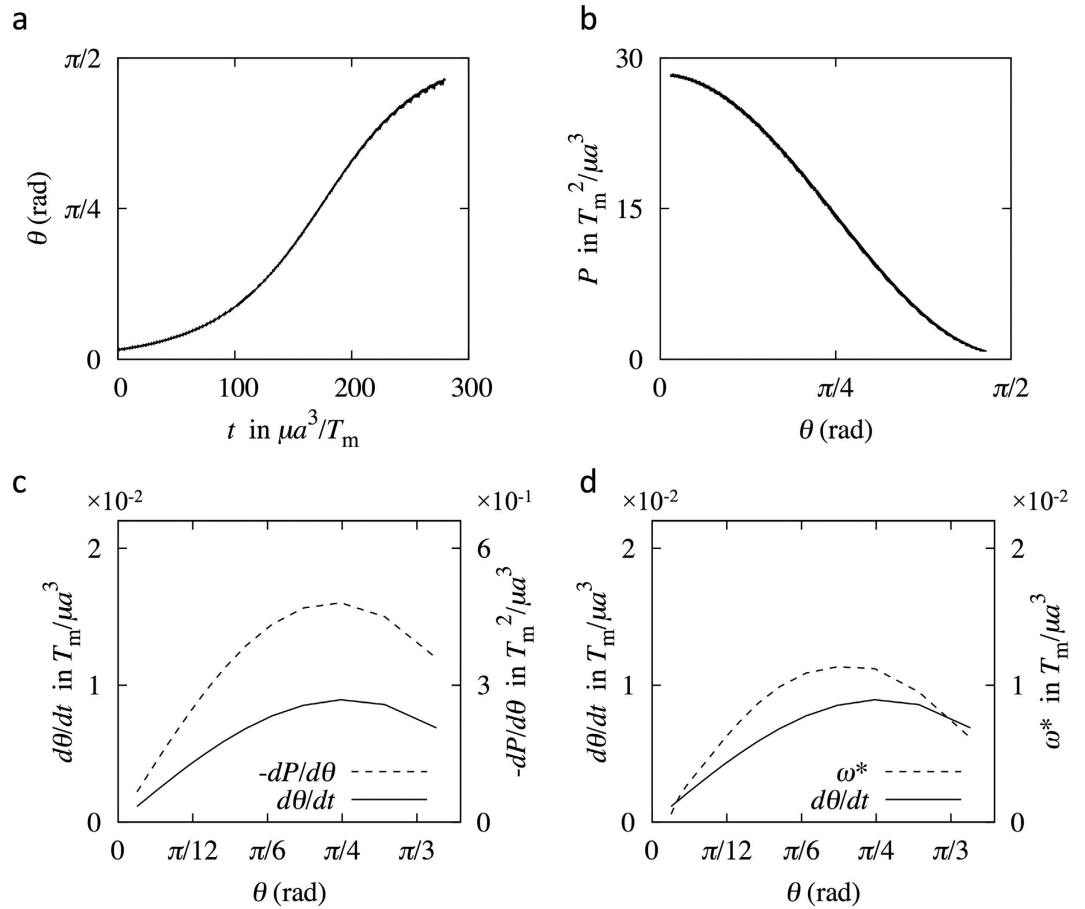 a
π/2
π/4
0
θ (rad)
0 100 200 300
t in μa³/Tₘ
b
30
15
0
P in Tₘ²/μa³
0 π/4 π/2
θ (rad)
c
×10⁻² ×10⁻¹
2
1
0
dθ/dt in Tₘ/μa³
6
3
0
-dP/dθ in Tₘ²/μa³
-dP/dθ
dθ/dt
0 π/12 π/6 π/4 π/3
θ (rad)
d
×10⁻² ×10⁻²
2
1
0
dθ/dt in Tₘ/μa³
2
1
0
ω* in Tₘ/μa³
ω*
dθ/dt
0 π/12 π/6 π/4 π/3
θ (rad)